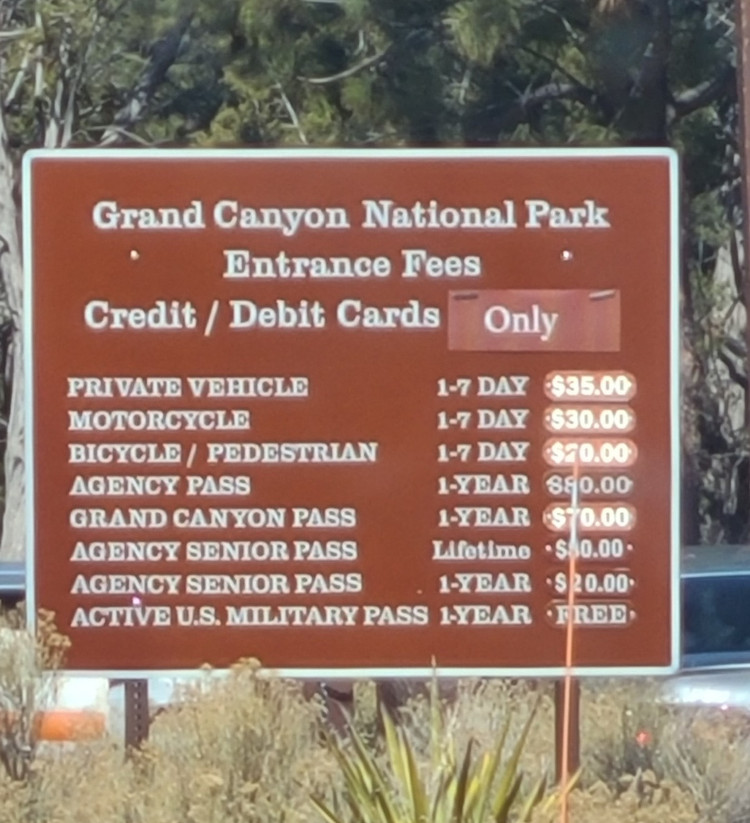 Grand Canyon National Park
Entrance Fees
Credit / Debit Cards Only
PRIVATE VEHICLE 1-7 DAY $35.00
MOTORCYCLE 1-7 DAY $30.00
BICYCLE / PEDESTRIAN 1-7 DAY $20.00
AGENCY PASS 1-YEAR $80.00
GRAND CANYON PASS 1-YEAR $70.00
AGENCY SENIOR PASS Lifetime $80.00
AGENCY SENIOR PASS 1-YEAR $20.00
ACTIVE U.S. MILITARY PASS 1-YEAR FREE